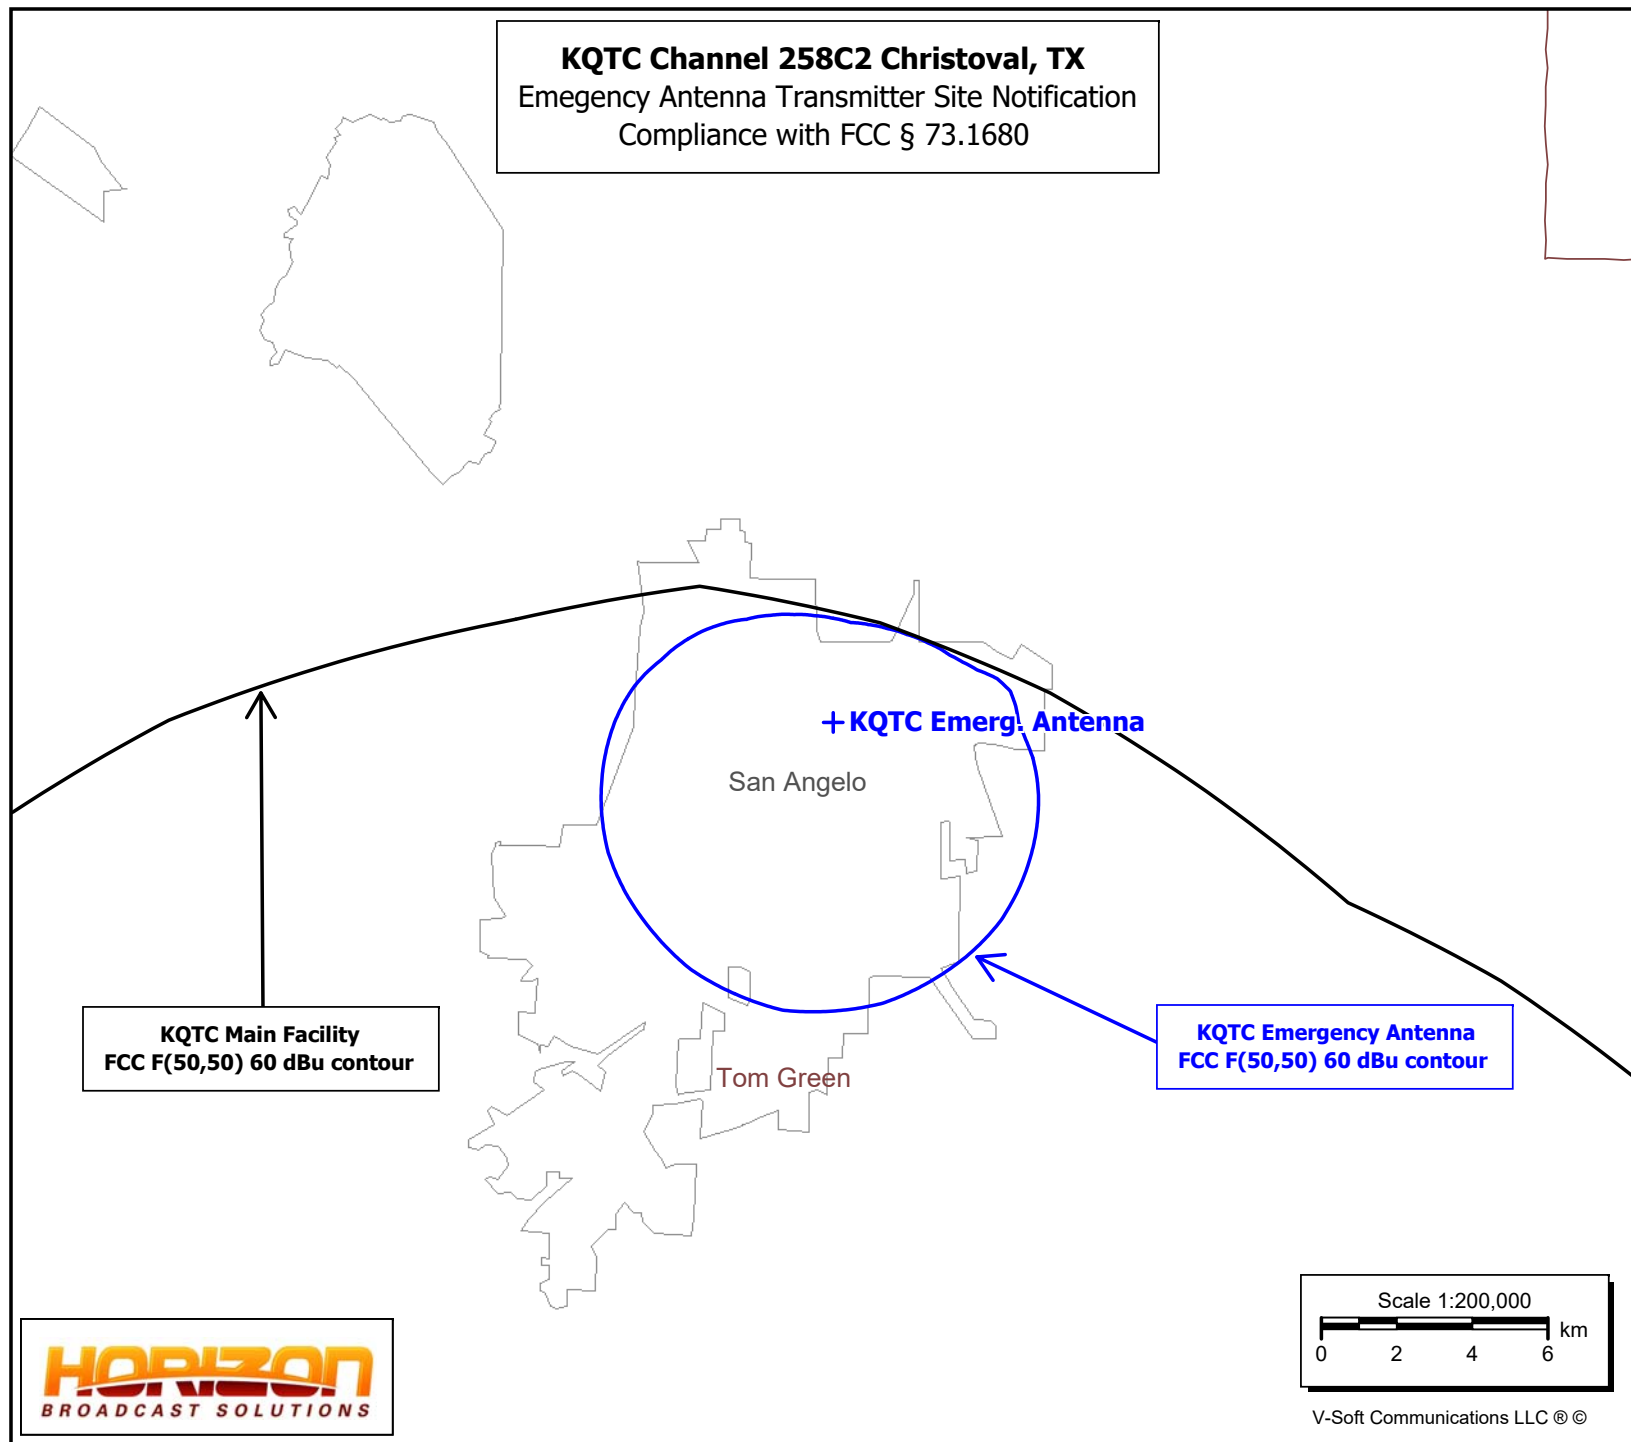 KQTC Channel 258C2 Christoval, TX
Emegency Antenna Transmitter Site Notification
Compliance with FCC § 73.1680
KQTC Emerg. Antenna
San Angelo
KQTC Main Facility
FCC F(50,50) 60 dBu contour
KQTC Emergency Antenna
FCC F(50,50) 60 dBu contour
Tom Green
Scale 1:200,000
km
0 2 4 6
HORIZON
BROADCAST SOLUTIONS
V-Soft Communications LLC ® ©